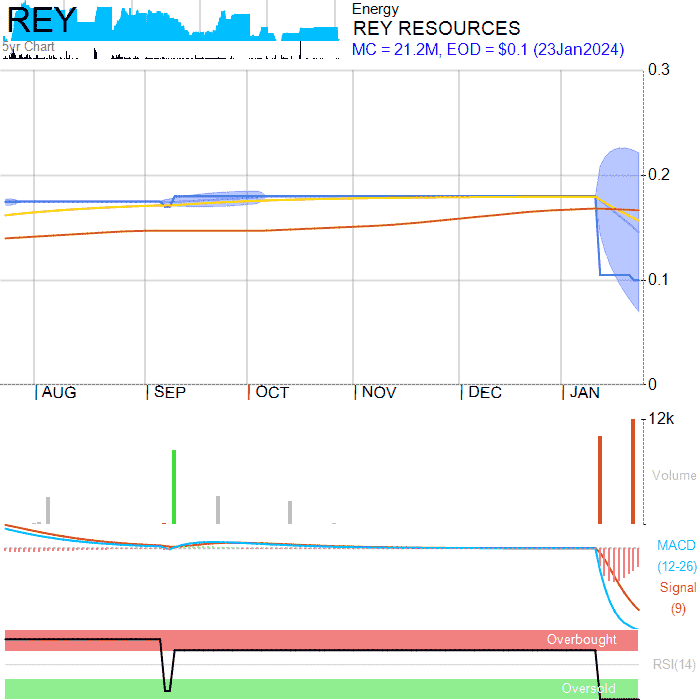 REY
Energy
REY RESOURCES
5yr Chart
MC = 21.2M, EOD = $0.1 (23Jan2024)
0.3
0.2
0.1
0
AUG
SEP
OCT
NOV
DEC
JAN
12k
Volume
MACD
(12-26)
Signal
(9)
Overbought
RSI(14)
Oversold